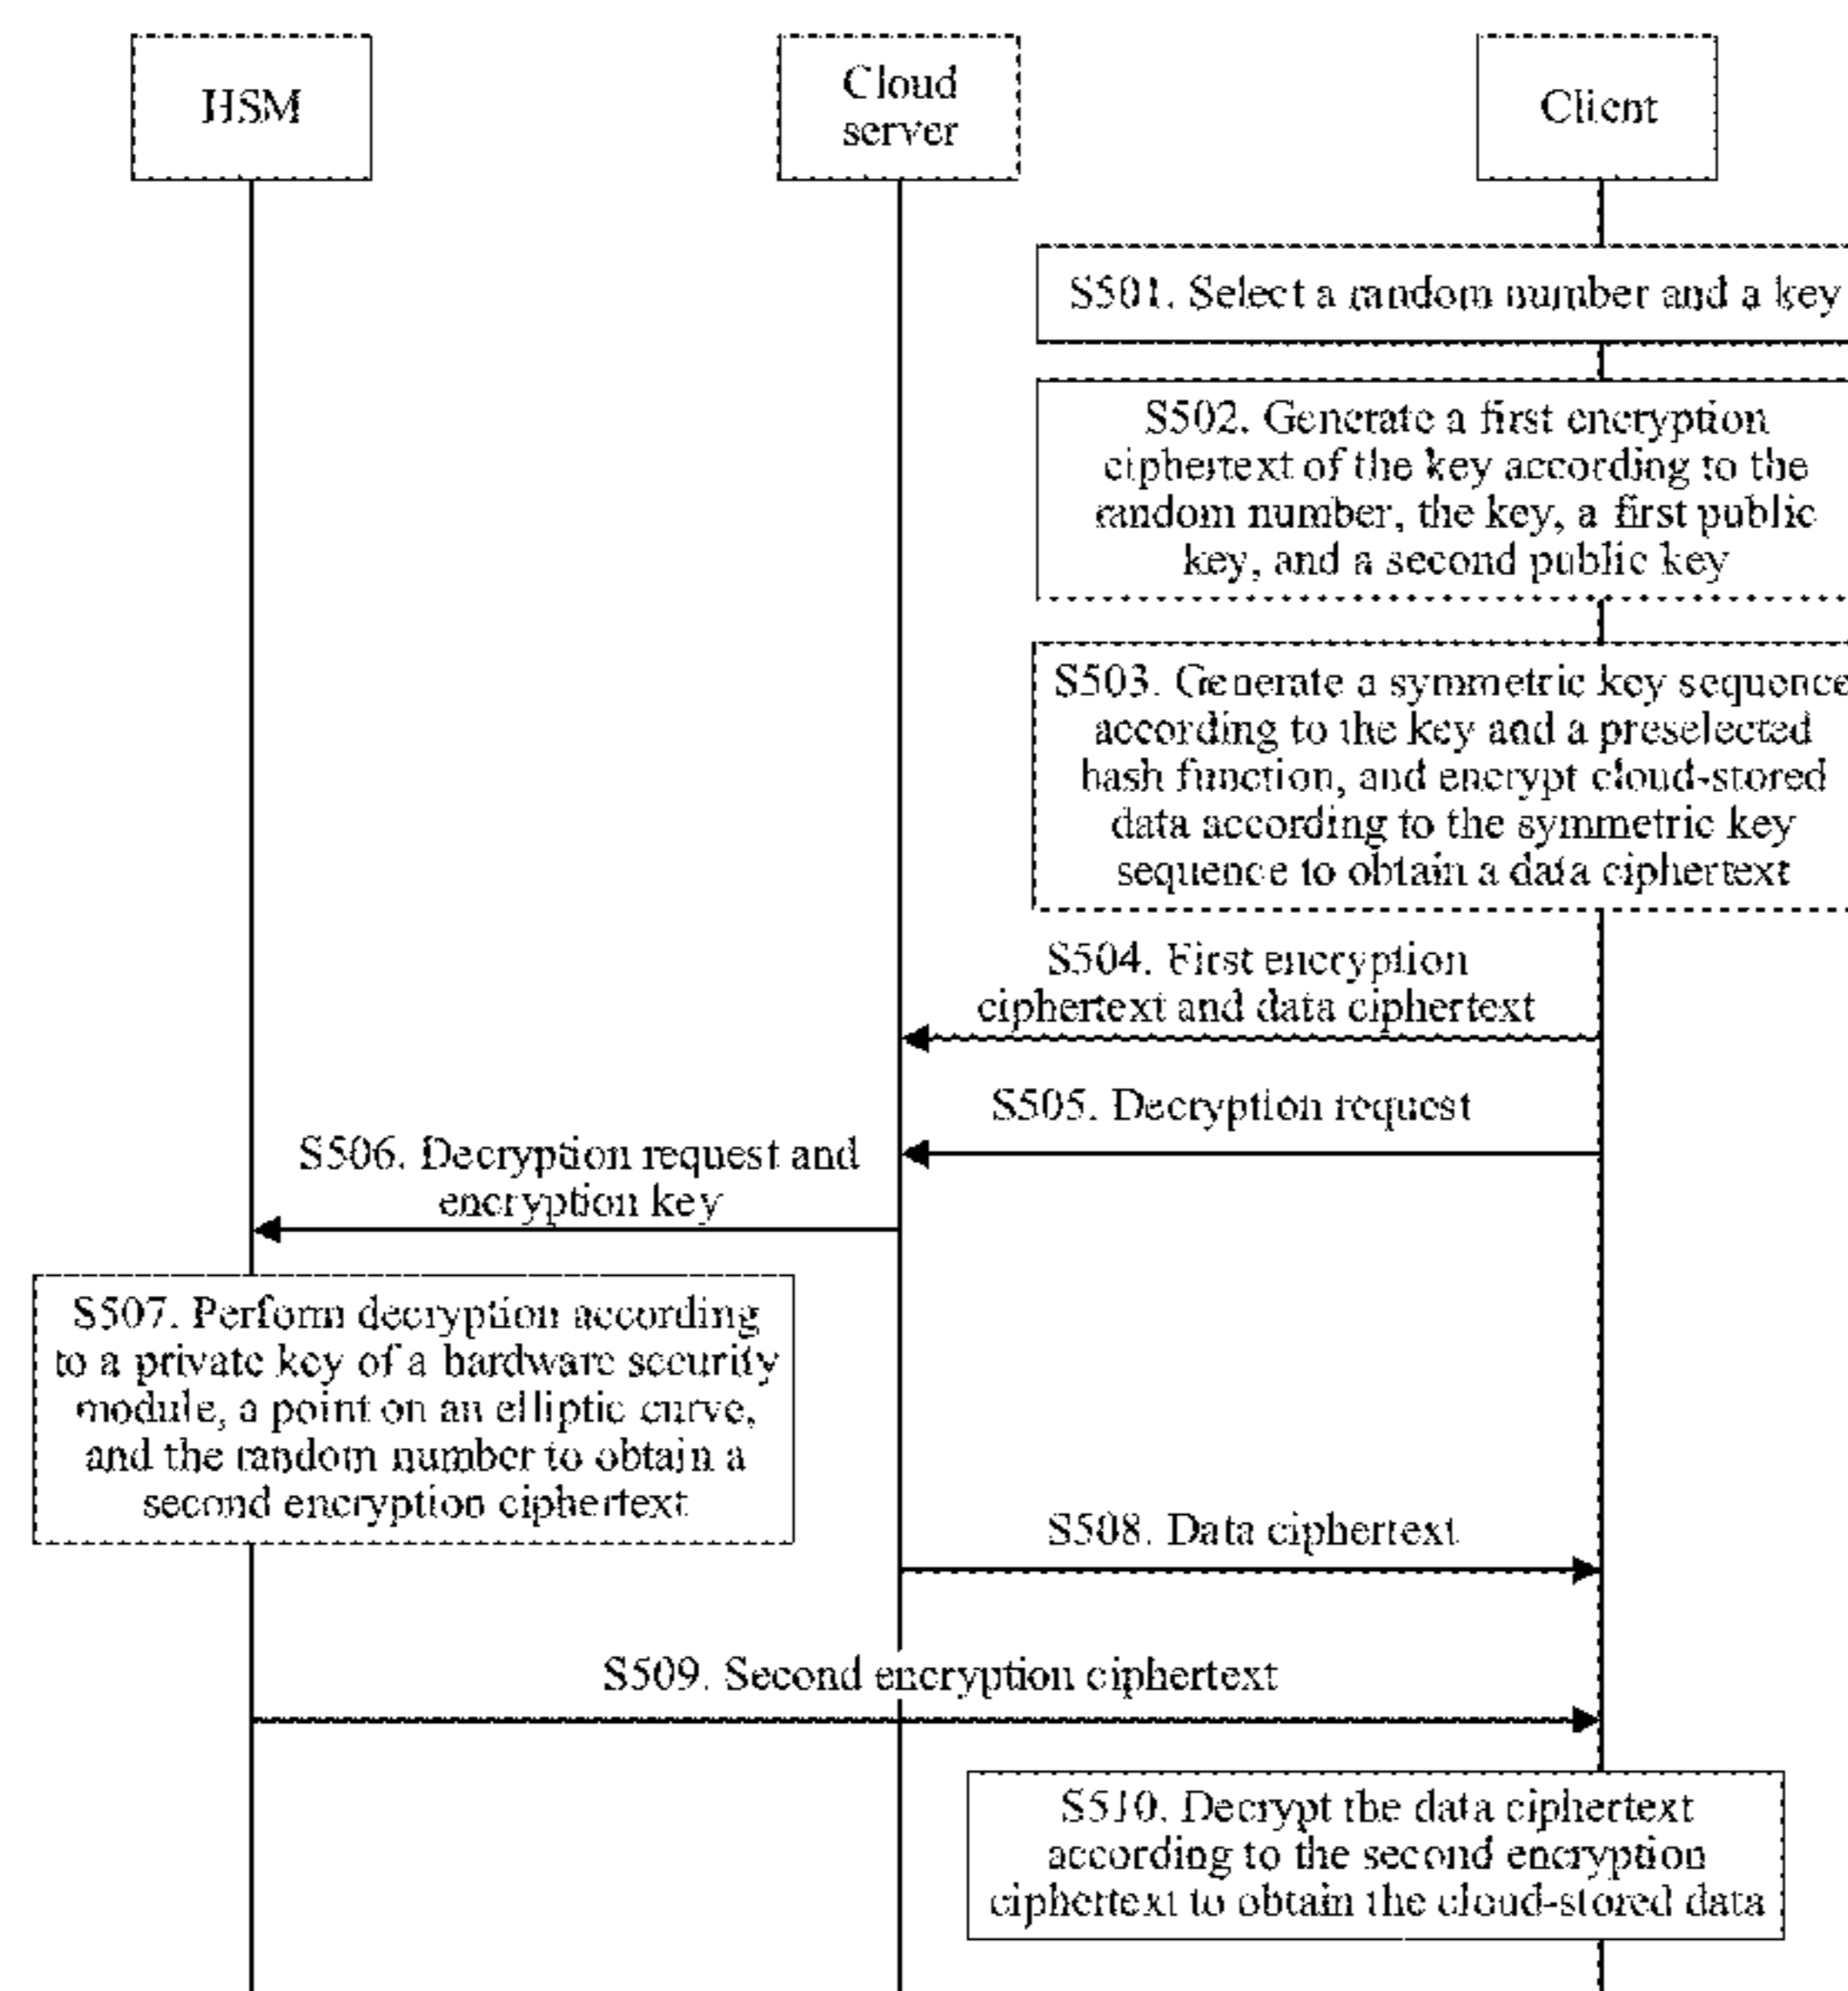 HSM
Cloud
server
Client
S501. Select a random number and a key
S502. Generate a first encryption
ciphertext of the key according to the
random number, the key, a first public
key, and a second public key
S503. Generate a symmetric key sequence
according to the key and a preselected
hash function, and encrypt cloud-stored
data according to the symmetric key
sequence to obtain a data ciphertext
S504. First encryption
ciphertext and data ciphertext
S505. Decryption request
S506. Decryption request and
encryption key
S507. Perform decryption according
to a private key of a hardware security
module, a point on an elliptic curve,
and the random number to obtain a
second encryption ciphertext
S508. Data ciphertext
S509. Second encryption ciphertext
S510. Decrypt the data ciphertext
according to the second encryption
ciphertext to obtain the cloud-stored data